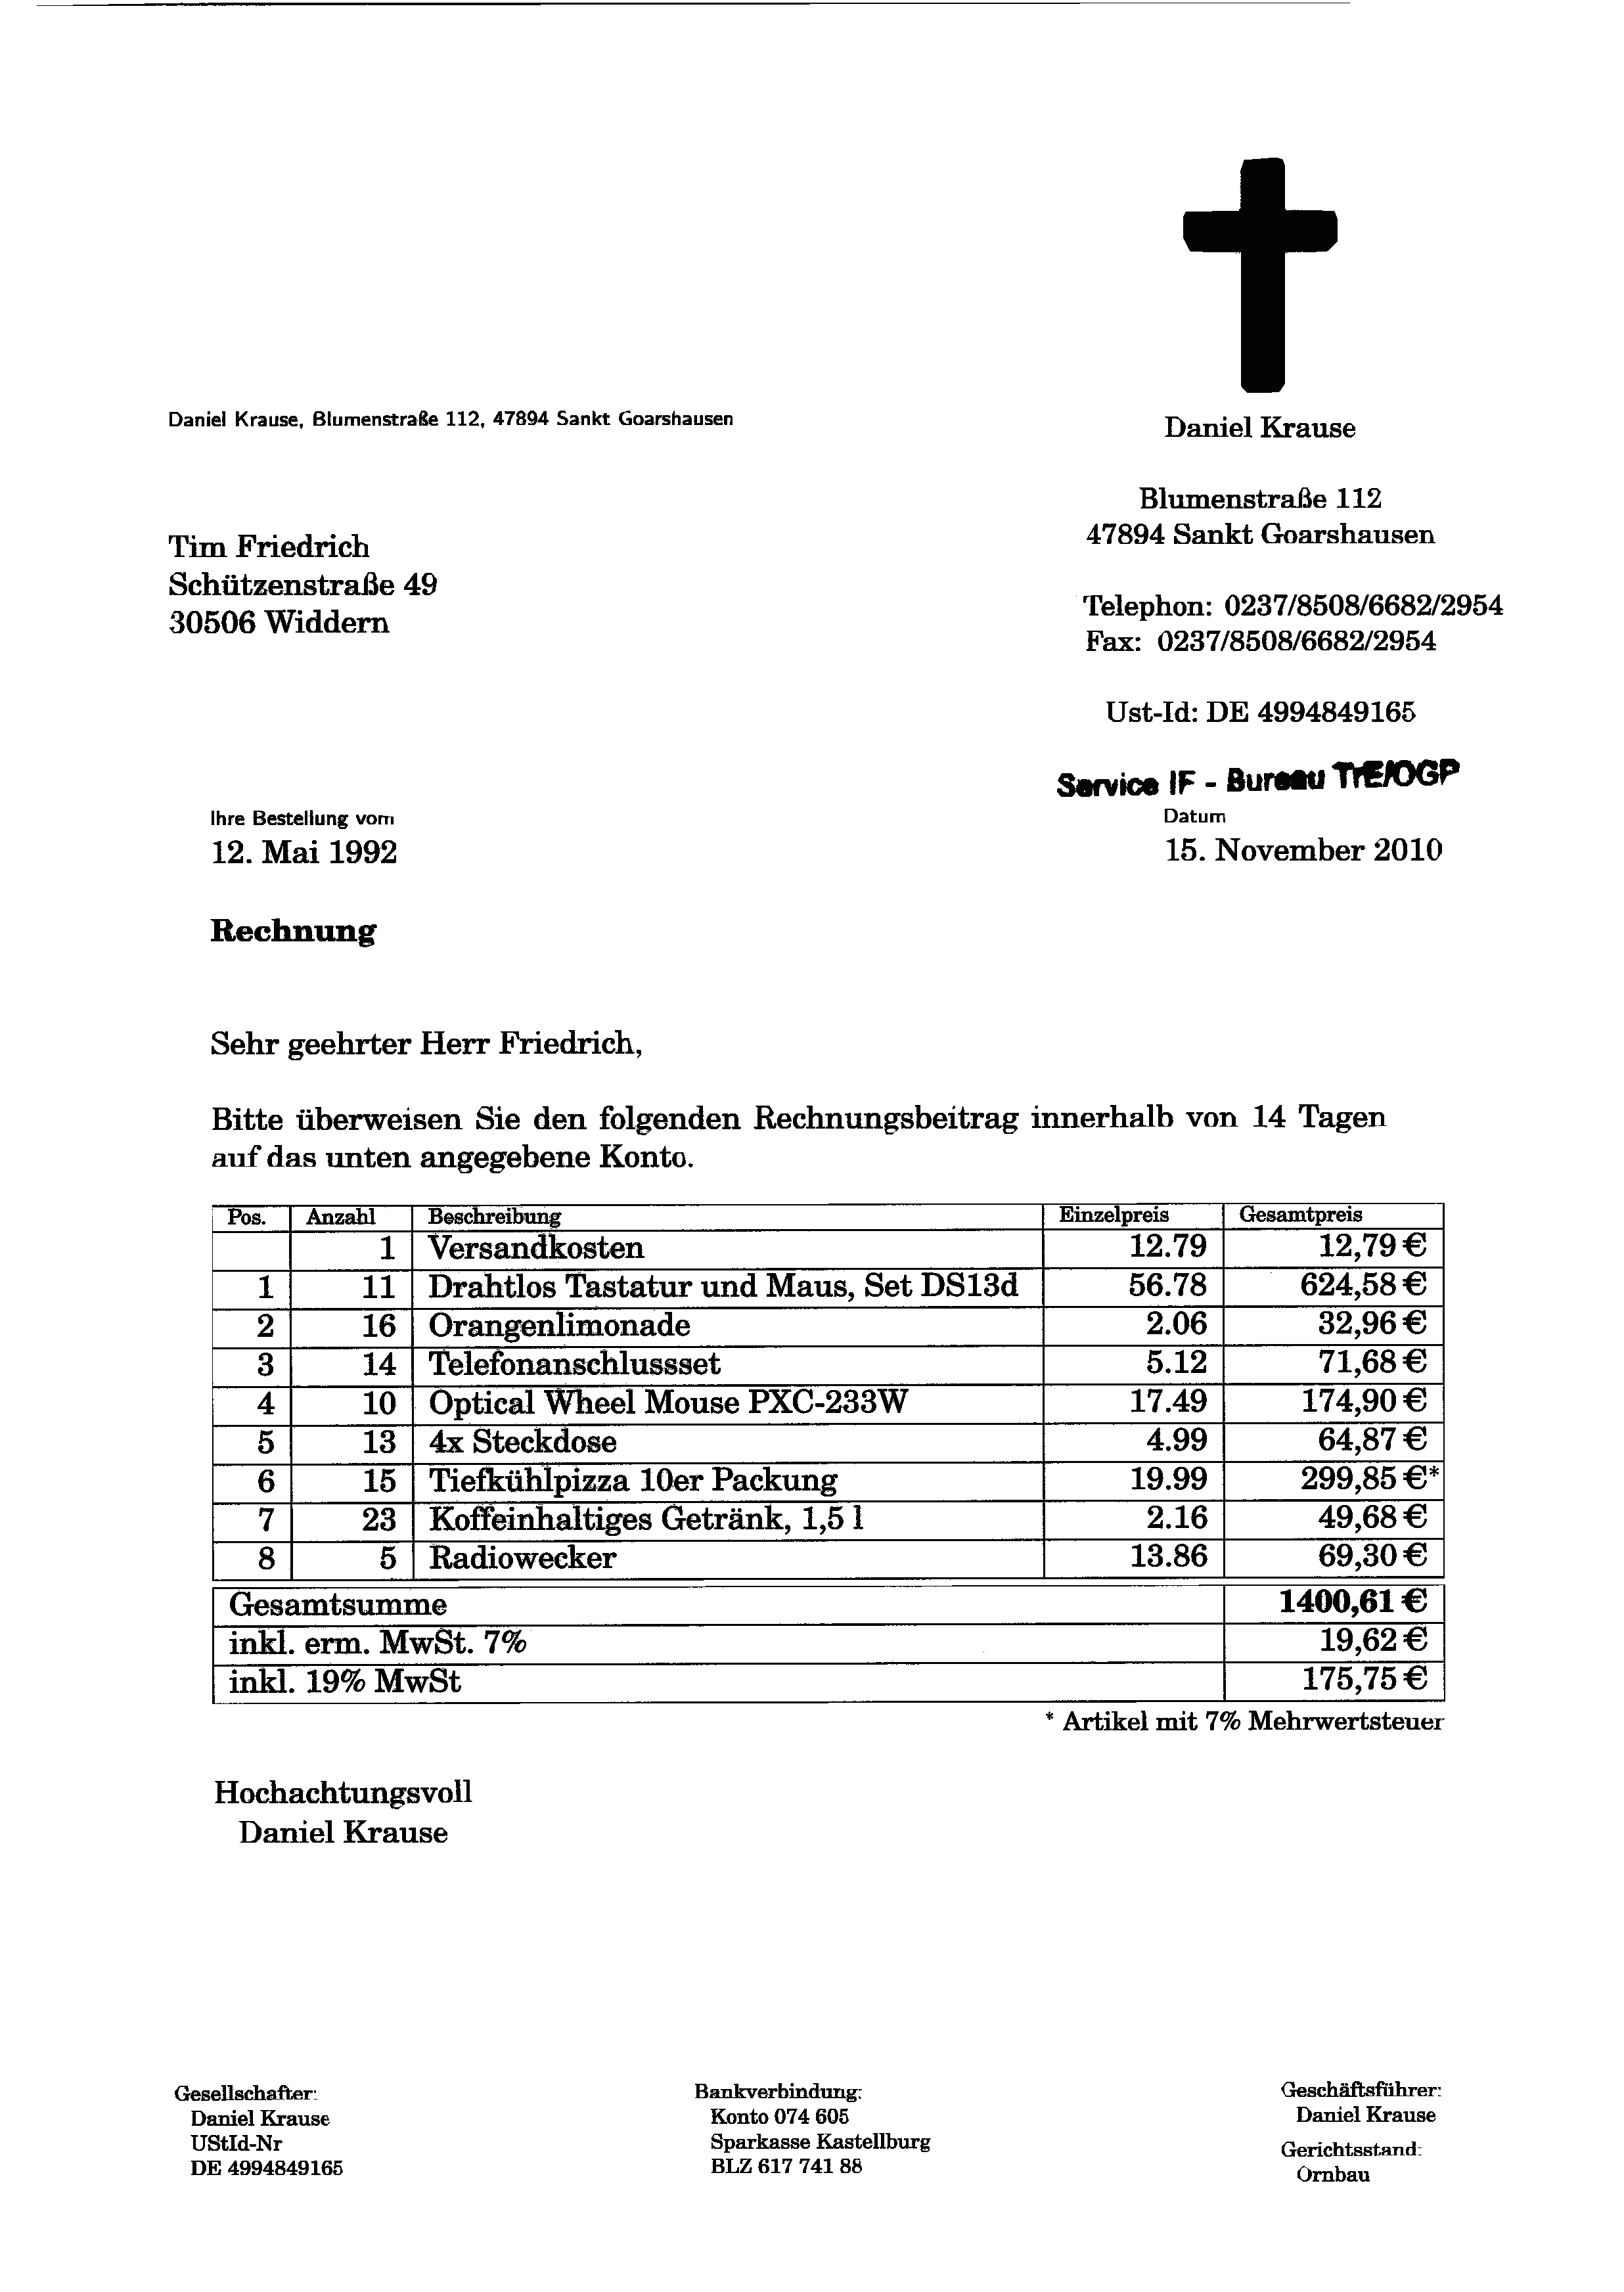 Daniel Krause, Blumenstraße 112, 47894 Sankt Goarshausen
Daniel Krause
Blumenstraße 112
47894 Sankt Goarshausen
Tim Friedrich
Schützenstraße 49
30506 Widdern
Telephon: 0237/8508/6682/2954
Fax: 0237/8508/6682/2954
Ust-Id: DE 4994849165
Service IF - Bureau TrE/OGP
Ihre Bestellung vom
12. Mai 1992
Datum
15. November 2010
Rechnung
Sehr geehrter Herr Friedrich,
Bitte überweisen Sie den folgenden Rechnungsbeitrag innerhalb von 14 Tagen
auf das unten angegebene Konto.
Pos. Anzahl Beschreibung Einzelpreis Gesamtpreis
1 Versandkosten 12.79 12,79 €
1 11 Drahtlos Tastatur und Maus, Set DS13d 56.78 624,58 €
2 16 Orangenlimonade 2.06 32,96 €
3 14 Telefonanschlussset 5.12 71,68 €
4 10 Optical Wheel Mouse PXC-233W 17.49 174,90 €
5 13 4x Steckdose 4.99 64,87 €
6 15 Tiefkühlpizza 10er Packung 19.99 299,85 €*
7 23 Koffeinhaltiges Getränk, 1,5 l 2.16 49,68 €
8 5 Radiowecker 13.86 69,30 €
Gesamtsumme 1400,61 €
inkl. erm. MwSt. 7% 19,62 €
inkl. 19% MwSt 175,75 €
* Artikel mit 7% Mehrwertsteuer
Hochachtungsvoll
Daniel Krause
Gesellschafter:
Daniel Krause
UStId-Nr
DE 4994849165
Bankverbindung:
Konto 074 605
Sparkasse Kastellburg
BLZ 617 741 88
Geschäftsführer:
Daniel Krause
Gerichtsstand:
Ornbau